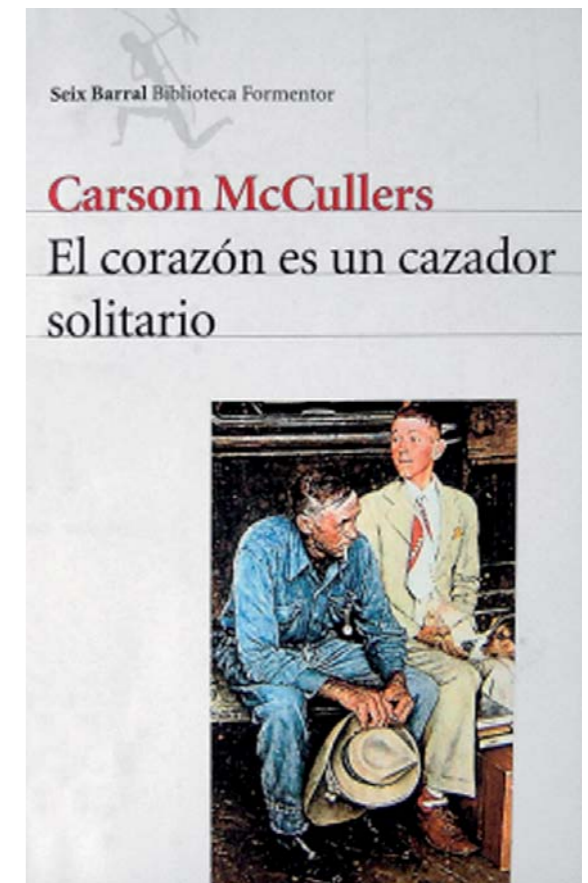 Seix Barral Biblioteca Formentor
Carson McCullers
El corazón es un cazador
solitario